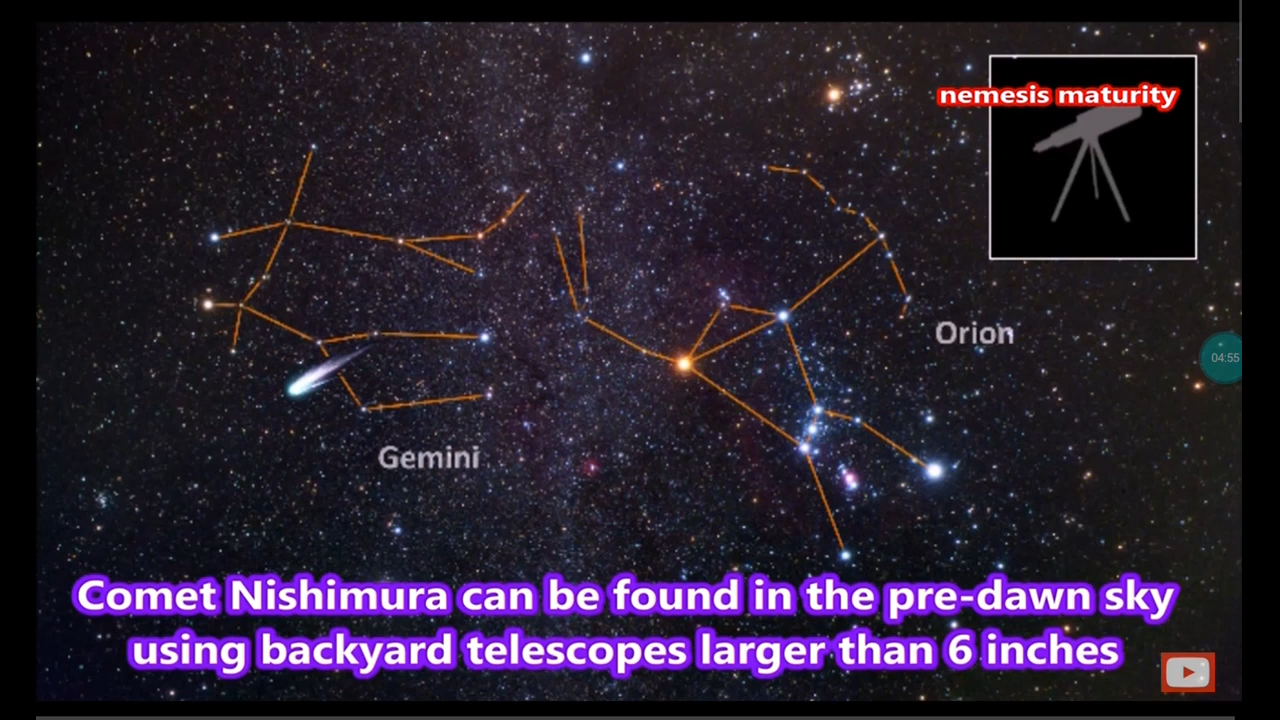 nemesis maturity
Orion
04:55
Gemini
Comet Nishimura can be found in the pre-dawn sky
using backyard telescopes larger than 6 inches